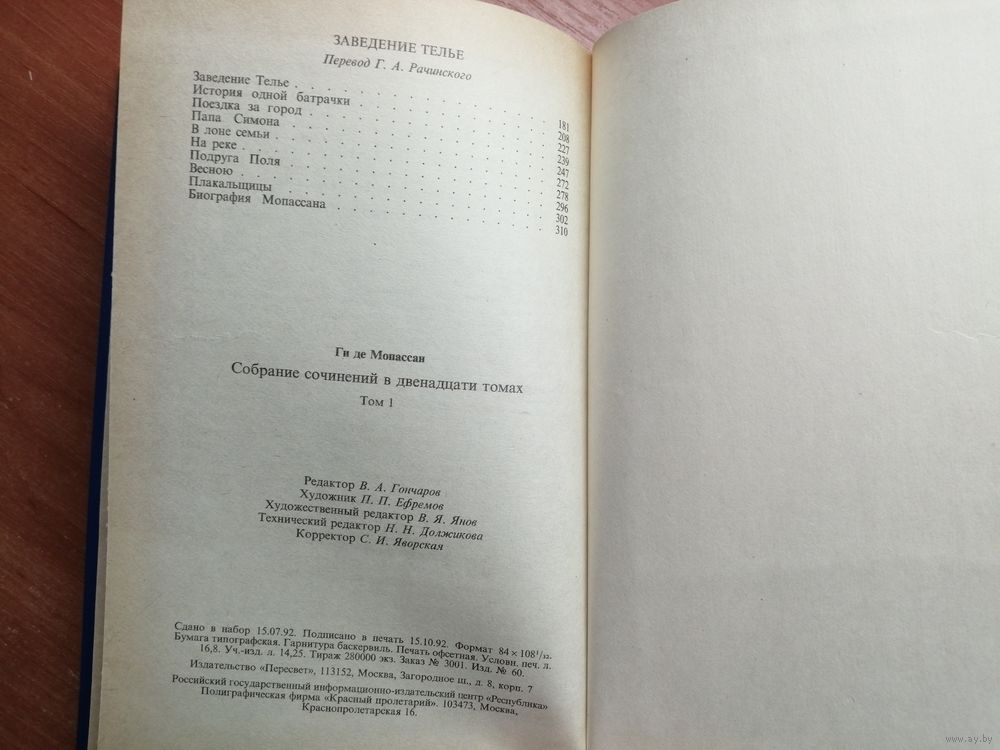 ЗАВЕДЕНИЕ ТЕЛЬЕ
Перевод Г. А. Рачинского
Заведение Телье . . . . . . . . . . . . 181
История одной батрачки . . . . . . . . . . 208
Поездка за город . . . . . . . . . . . . 227
Папа Симона . . . . . . . . . . . . . 239
В лоне семьи . . . . . . . . . . . . . 247
На реке . . . . . . . . . . . . . . . 272
Подруга Поля . . . . . . . . . . . . . 278
Весною . . . . . . . . . . . . . . . 296
Плакальщицы . . . . . . . . . . . . . 302
Биография Мопассана . . . . . . . . . . . 310
Ги де Мопассан
Собрание сочинений в двенадцати томах
Том 1
Редактор В. А. Гончаров
Художник П. П. Ефремов
Художественный редактор В. Я. Янов
Технический редактор Н. Н. Должикова
Корректор С. И. Яворская
Сдано в набор 15.07.92. Подписано в печать 15.10.92. Формат 84 × 108¹/₃₂.
Бумага типографская. Гарнитура баскервиль. Печать офсетная. Условн. печ. л.
16,8. Уч.-изд. л. 14,25. Тираж 280000 экз. Заказ № 3001. Изд. № 60.
Издательство «Пересвет», 113152, Москва, Загородное щ., д. 8, корп. 7
Российский государственный информационно-издательский центр «Республика»
Полиграфическая фирма «Красный пролетарий». 103473, Москва,
Краснопролетарская 16.
www.ay.by